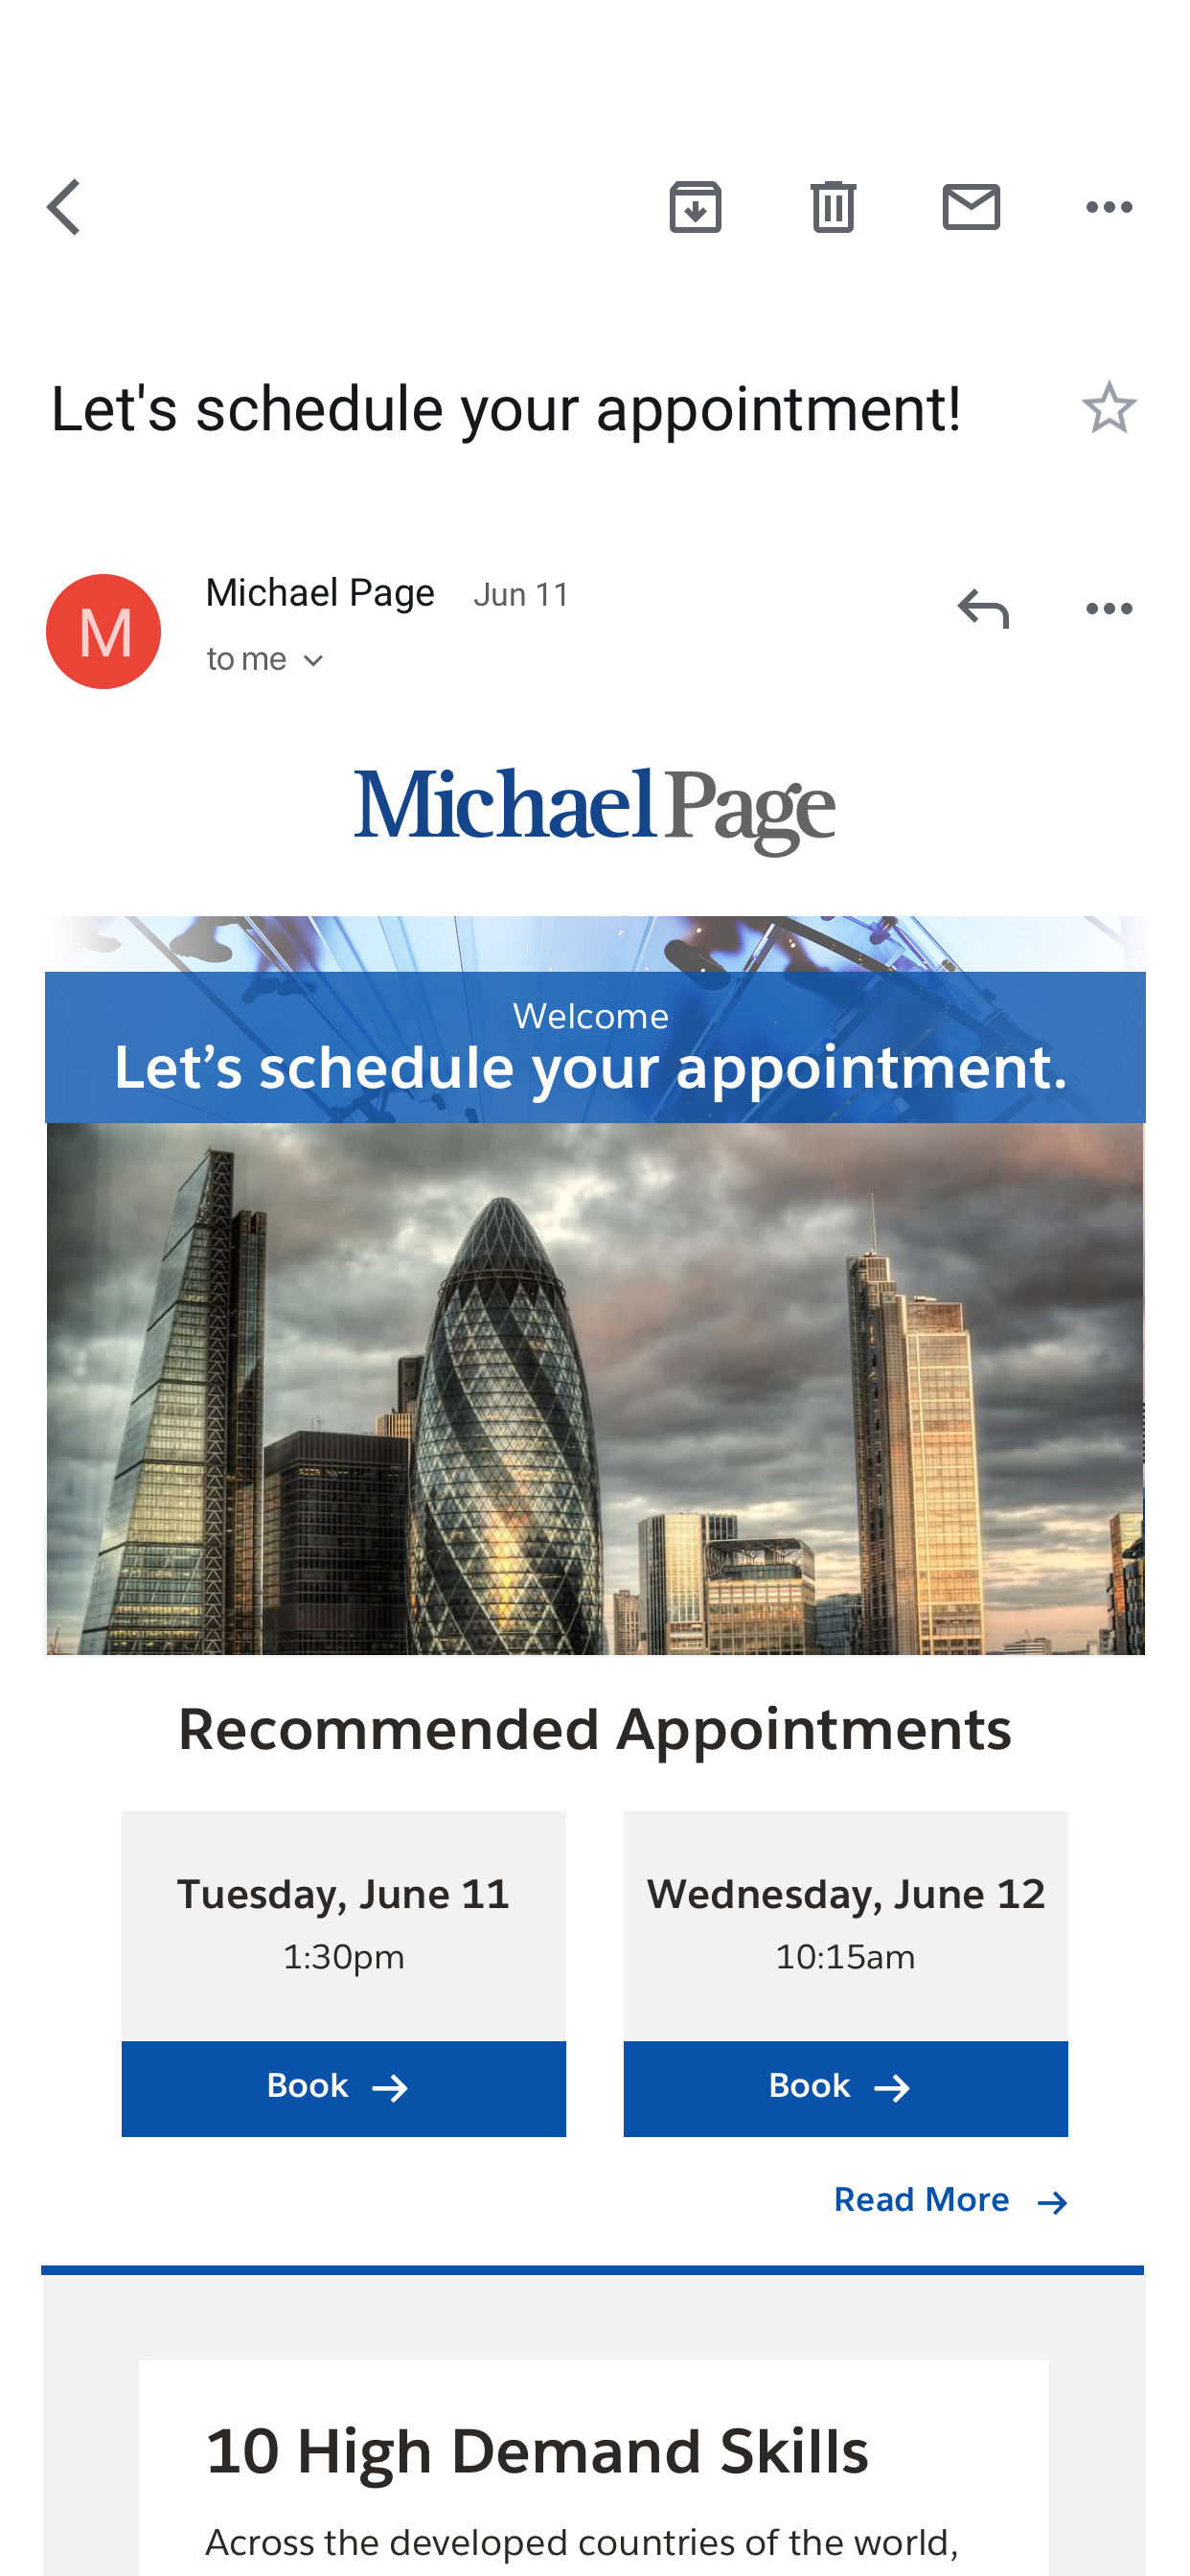 Let's schedule your appointment!
M
Michael Page Jun 11
to me
Michael Page
Welcome
Let’s schedule your appointment.
Recommended Appointments
Tuesday, June 11
1:30pm
Book
Wednesday, June 12
10:15am
Book
Read More
10 High Demand Skills
Across the developed countries of the world,